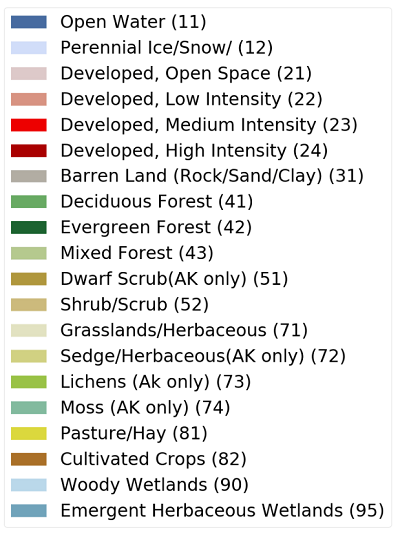 Open Water (11)
Perennial Ice/Snow/ (12)
Developed, Open Space (21)
Developed, Low Intensity (22)
Developed, Medium Intensity (23)
Developed, High Intensity (24)
Barren Land (Rock/Sand/Clay) (31)
Deciduous Forest (41)
Evergreen Forest (42)
Mixed Forest (43)
Dwarf Scrub(AK only) (51)
Shrub/Scrub (52)
Grasslands/Herbaceous (71)
Sedge/Herbaceous(AK only) (72)
Lichens (Ak only) (73)
Moss (AK only) (74)
Pasture/Hay (81)
Cultivated Crops (82)
Woody Wetlands (90)
Emergent Herbaceous Wetlands (95)